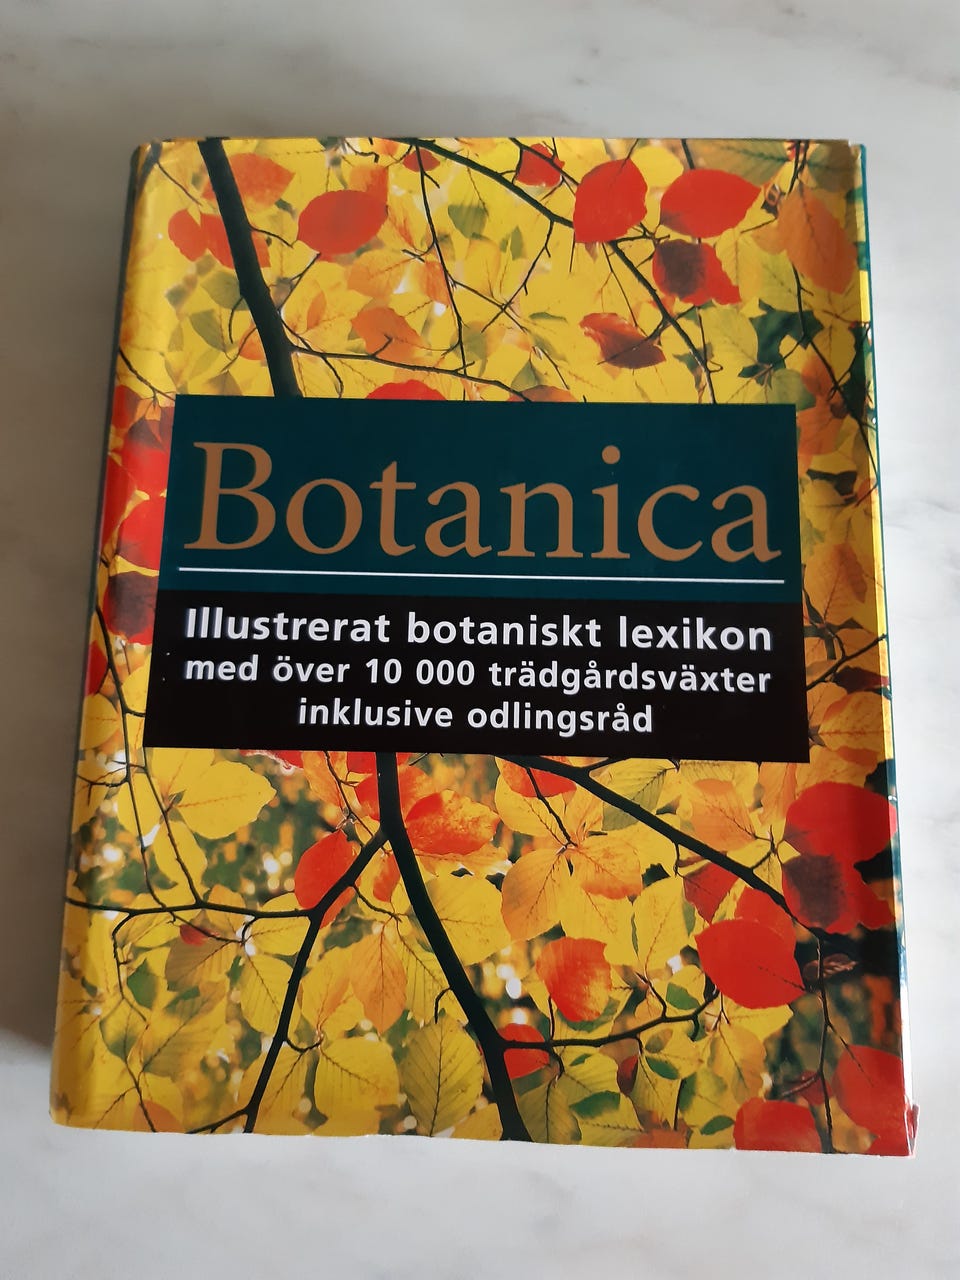 Botanica
Illustrerat botaniskt lexikon
med över 10 000 trädgårdsväxter
inklusive odlingsråd